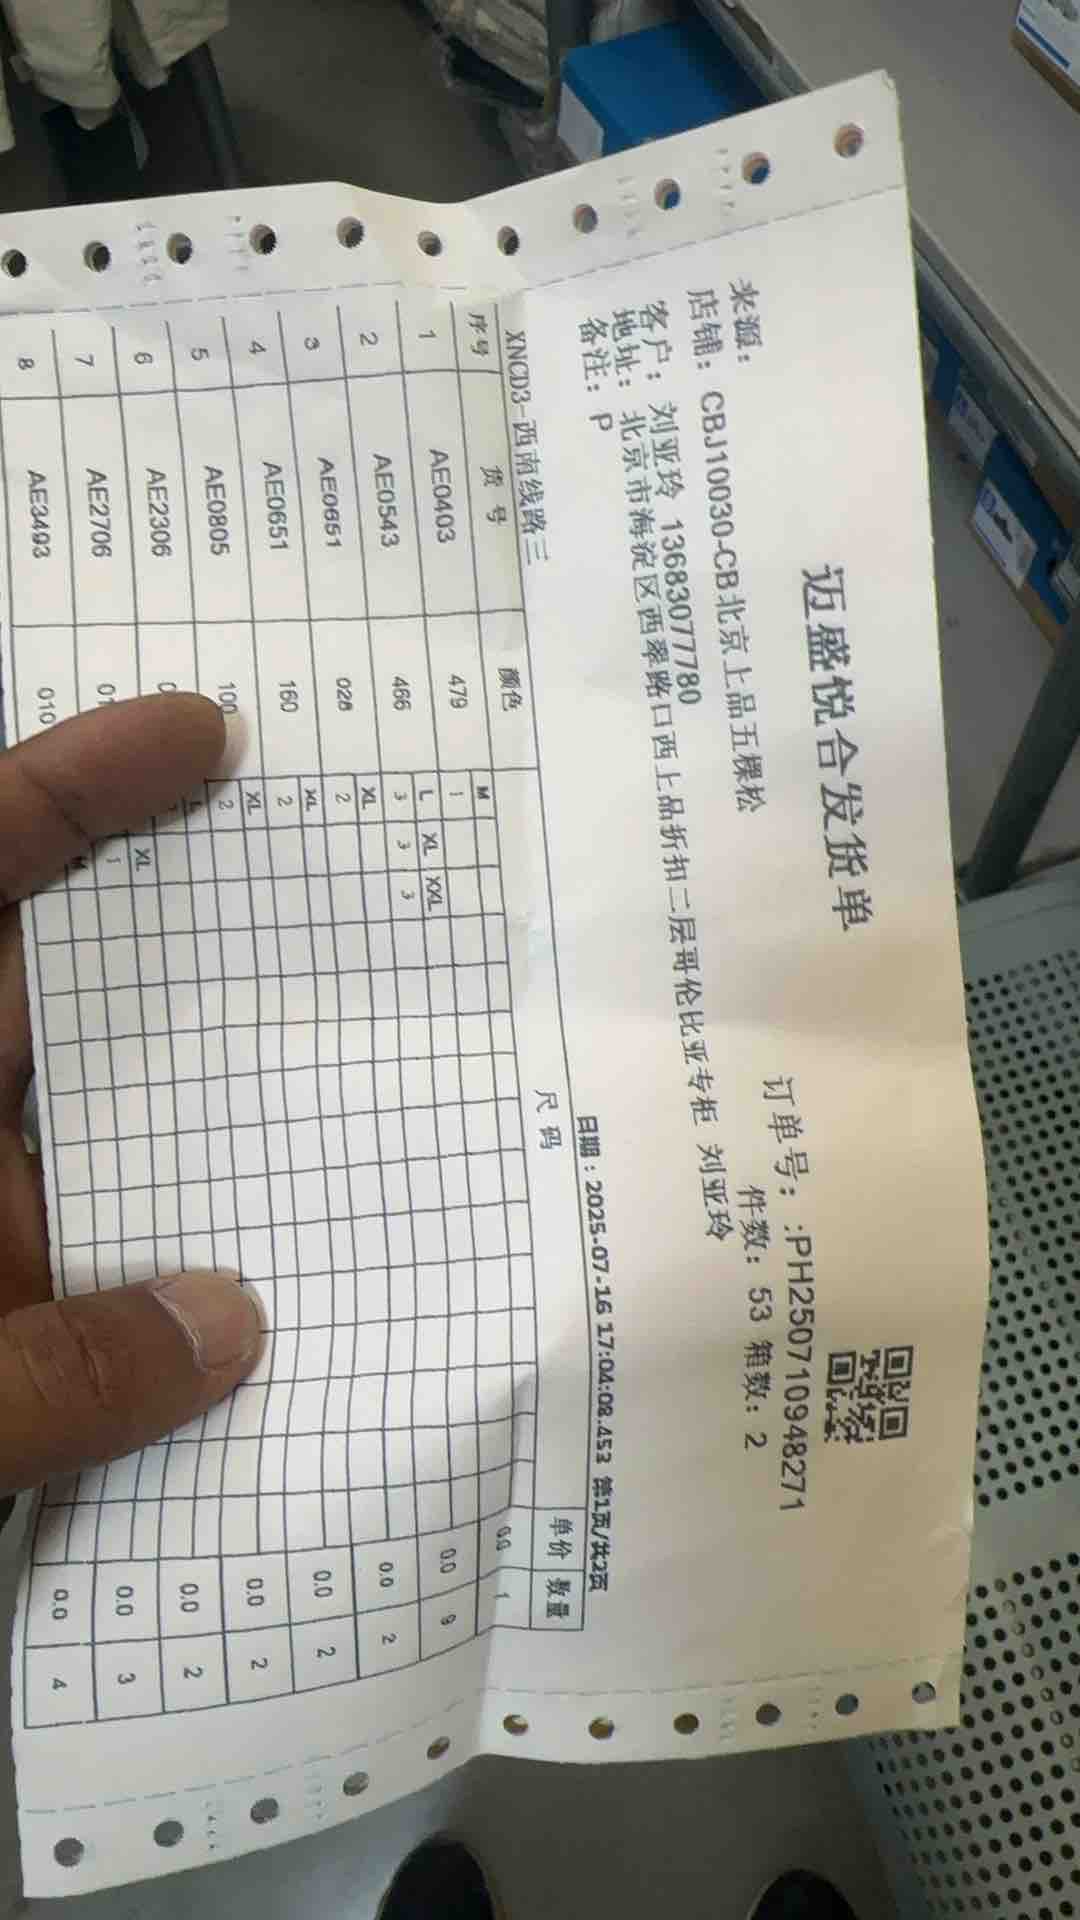 迈盛悦合发货单
订单号：:PH250710948271
来源：
件数：53 箱数：2
店铺：CBJ10030-CB北京上品五棵松
客户：刘亚玲 13683077780
地址：北京市海淀区西翠路口西上品折扣二层哥伦比亚专柜 刘亚玲
备注：P
日期：2025-07-16 17:04:08.453 第1页/共2页
XNCD3-西南线路三
序号 货号 颜色 尺码 单价 数量
M
1 AE0403 479 1 0.0 1
L XL XXL
2 AE0543 466 3 3 3 0.0 9
XL
3 AE0651 028 2 0.0 2
XL
4 AE0651 160 2 0.0 2
XL
5 AE0805 100 2 0.0 2
L XL
6 AE2306 1 0.0 2
7 AE2706 0.0 3
M
8 AE3493 010 0.0 4